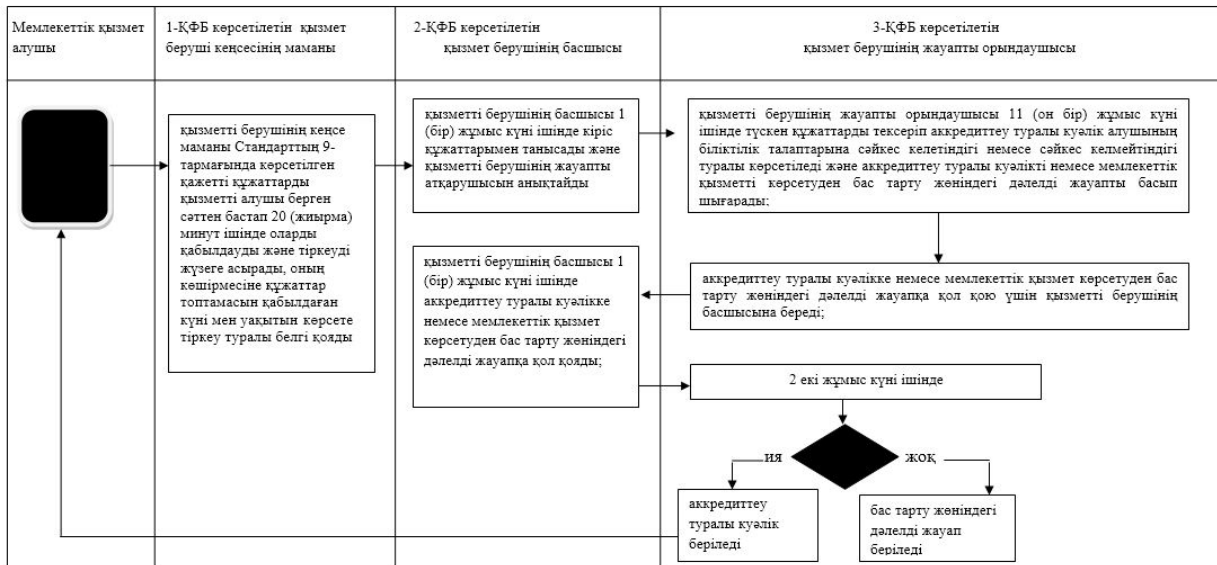 Мемлекеттік қызмет
алушы
1-ҚФБ көрсетілетін қызмет
беруші кеңсесінің маманы
2-ҚФБ көрсетілетін
қызмет берушінің басшысы
3-ҚФБ көрсетілетін
қызмет берушінің жауапты орындаушысы
қызметті берушінің кеңсе
маманы Стандарттың 9-
тармағында көрсетілген
қажетті құжаттарды
қызметті алушы берген
сәттен бастап 20 (жиырма)
минут ішінде оларды
қабылдауды және тіркеуді
жүзеге асырады, оның
көшірмесіне құжаттар
топтамасын қабылдаған
күні мен уақытын көрсете
тіркеу туралы белгі қояды
қызметті берушінің басшысы 1
(бір) жұмыс күні ішінде кіріс
құжаттарымен танысады және
қызметті берушінің жауапты
атқарушысын анықтайды
қызметті берушінің жауапты орындаушысы 11 (он бір) жұмыс күні
ішінде түскен құжаттарды тексеріп аккредиттеу туралы куәлік алушының
біліктілік талаптарына сәйкес келетіндігі немесе сәйкес келмейтіндігі
туралы көрсетіледі және аккредиттеу туралы куәлікті немесе мемлекеттік
қызметті көрсетуден бас тарту жөніндегі дәлелді жауапты басып
шығарады;
аккредиттеу туралы куәлікке немесе мемлекеттік қызмет көрсетуден бас
тарту жөніндегі дәлелді жауапқа қол қою үшін қызметті берушінің
басшысына береді;
қызметті берушінің басшысы 1
(бір) жұмыс күні ішінде
аккредиттеу туралы куәлікке
немесе мемлекеттік қызмет
көрсетуден бас тарту жөніндегі
дәлелді жауапқа қол қояды;
2 екі жұмыс күні ішінде
ия
жоқ
аккредиттеу
туралы куәлік
беріледі
бас тарту жөніндегі
дәлелді жауап
беріледі